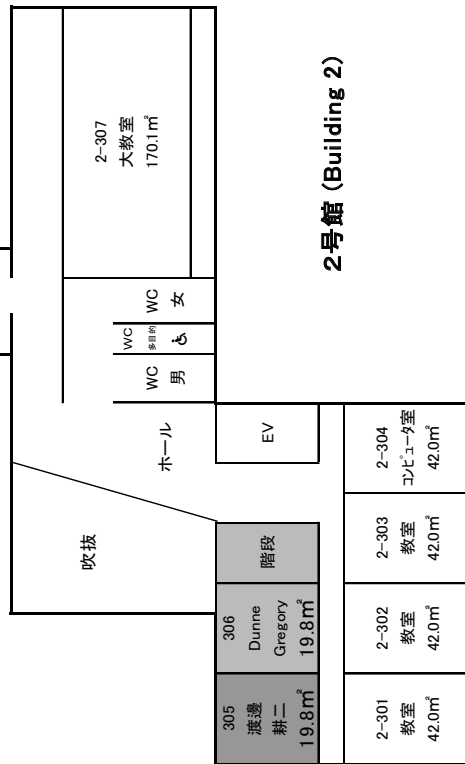 2-307
大教室
170.1㎡
2号館 (Building 2)
WC
女
WC
多目的
WC
男
ホール
EV
吹抜
階段
306
Dunne
Gregory
19.8㎡
305
渡邊
耕二
19.8㎡
2-304
コンピュータ室
42.0㎡
2-303
教室
42.0㎡
2-302
教室
42.0㎡
2-301
教室
42.0㎡